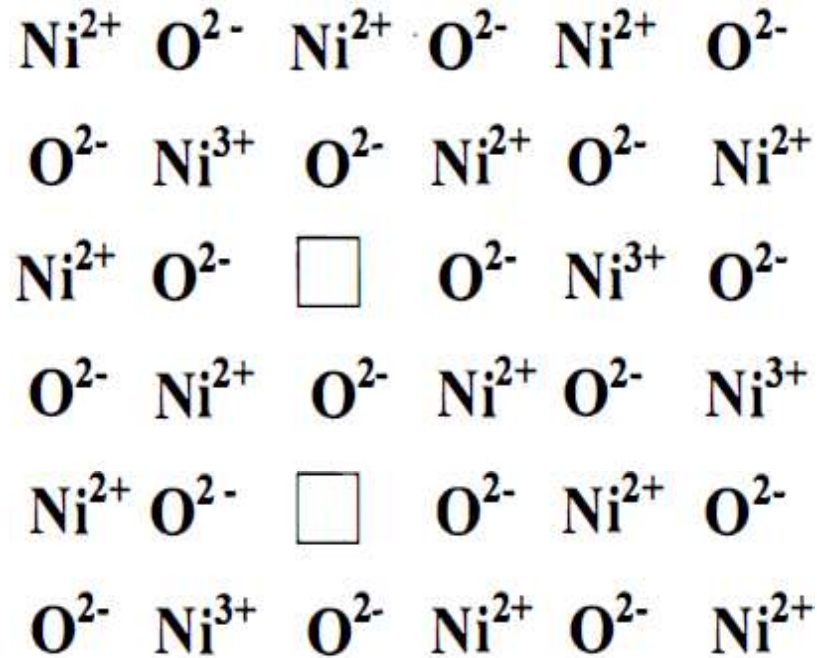 Ni²⁺ O²⁻ Ni²⁺ O²⁻ Ni²⁺ O²⁻
O²⁻ Ni³⁺ O²⁻ Ni²⁺ O²⁻ Ni²⁺
Ni²⁺ O²⁻ O²⁻ Ni³⁺ O²⁻
O²⁻ Ni²⁺ O²⁻ Ni²⁺ O²⁻ Ni³⁺
Ni²⁺ O²⁻ O²⁻ Ni²⁺ O²⁻
O²⁻ Ni³⁺ O²⁻ Ni²⁺ O²⁻ Ni²⁺